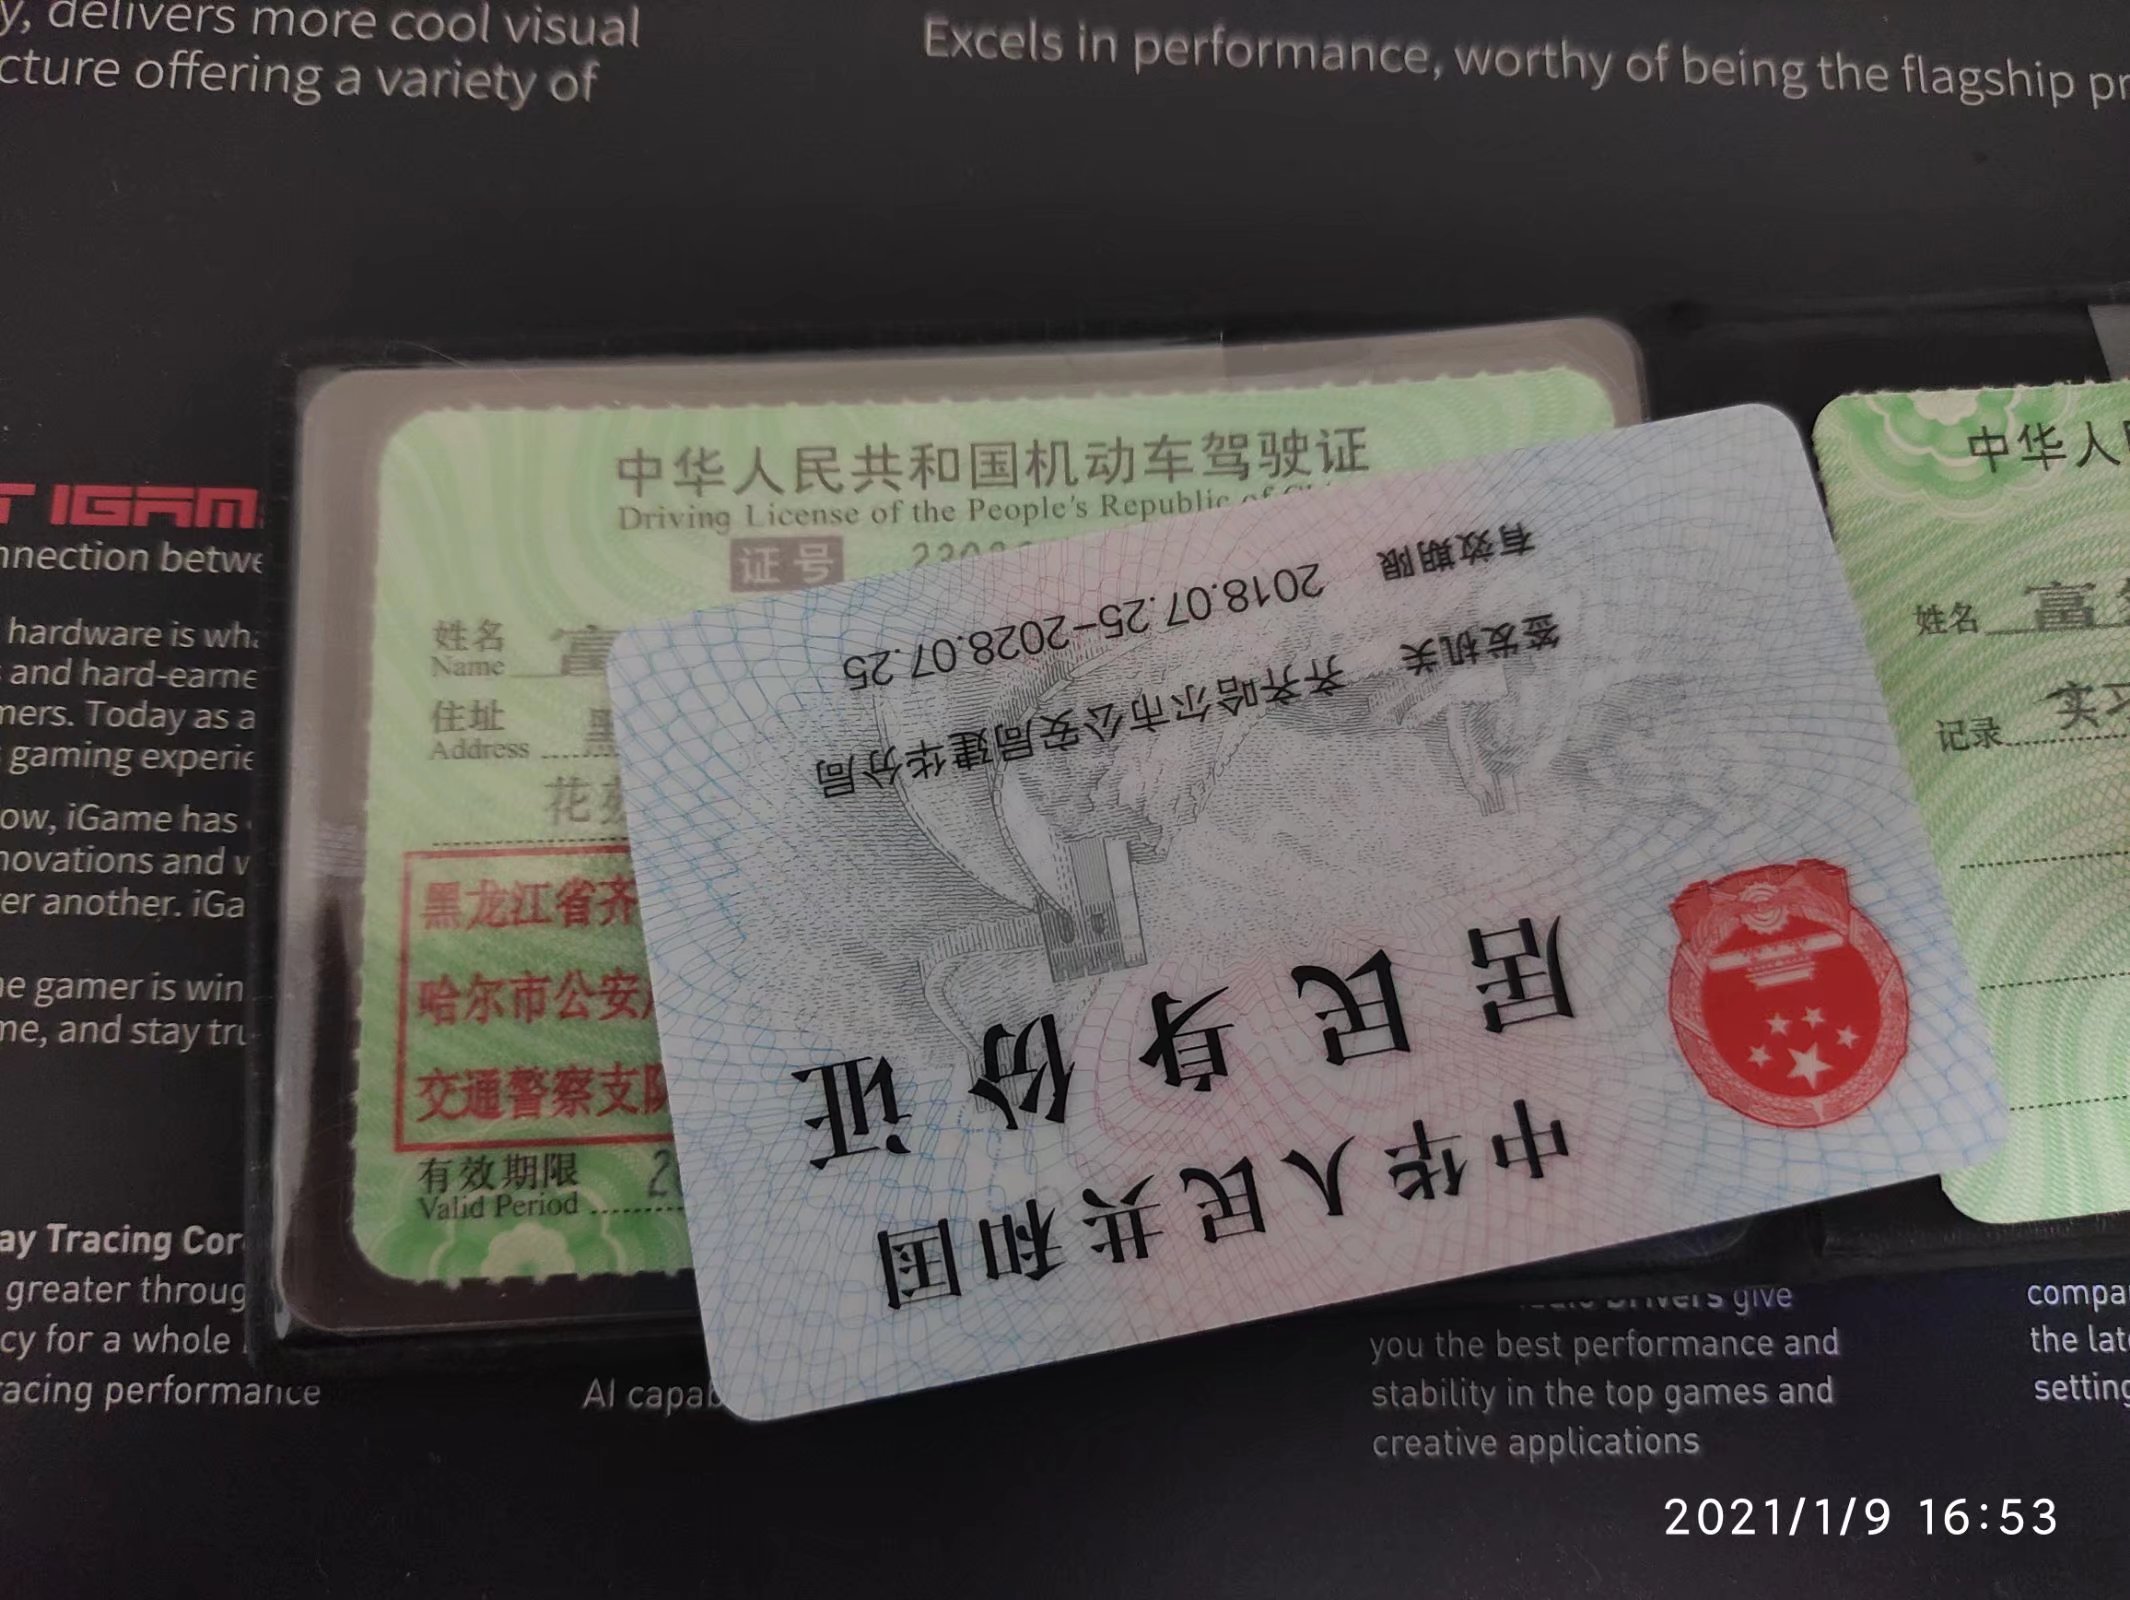 y, delivers more cool visual
cture offering a variety of
Excels in performance, worthy of being the flagship
IGAM
nnection betwe
hardware is wha
and hard-earne
mers. Today as a
gaming experie
ow, iGame has
novations and
er another. iGa
ne gamer is win
me, and stay tru
ay Tracing Cor
greater throug
cy for a whole
racing performance
中华人民共和国机动车驾驶证
Driving License of the People's Republic of
证号
姓名 富
Name
住址 黑
Address
花苑
黑龙江省齐
哈尔市公安局
交通警察支队
有效期限 20
Valid Period
中华人民共和国
居民身份证
签发机关 齐齐哈尔市公安局建华分局
有效期限 2018.07.25-2028.07.25
中华人
姓名 富
记录 实习
AI capab
Drivers give
you the best performance and
stability in the top games and
creative applications
compa
the late
setting
2021/1/9 16:53